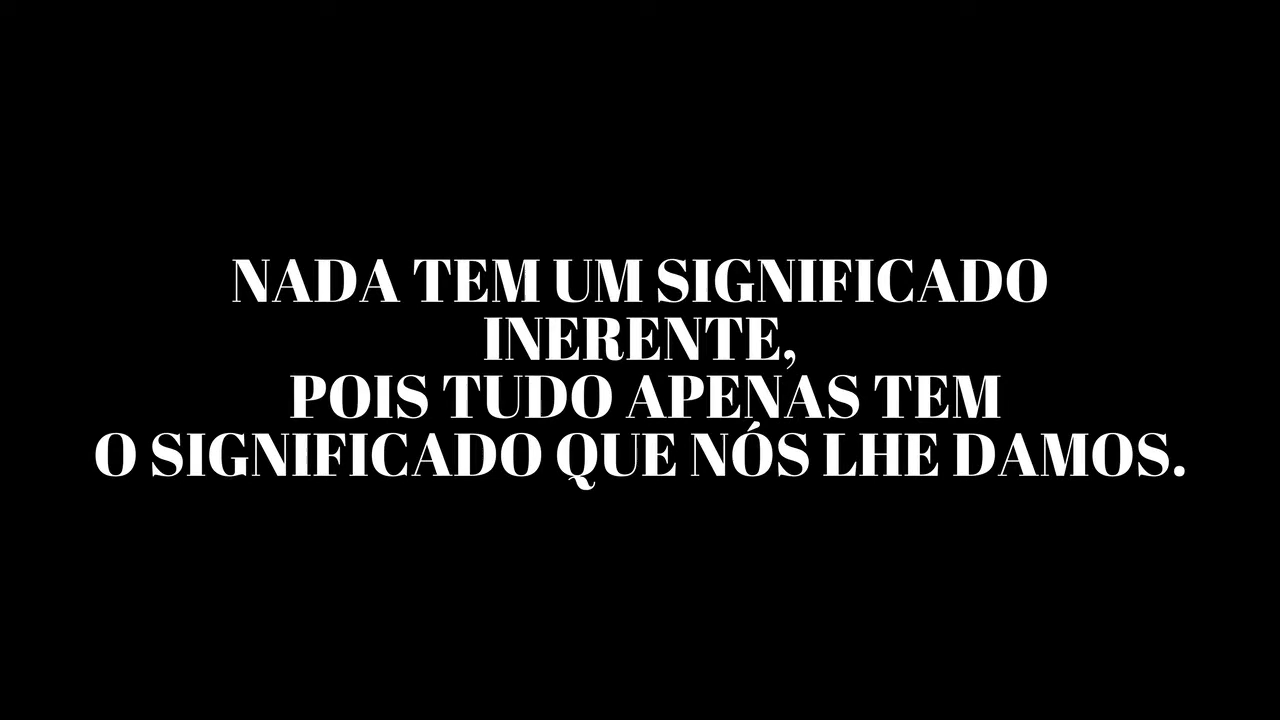 NADA TEM UM SIGNIFICADO
INERENTE,
POIS TUDO APENAS TEM
O SIGNIFICADO QUE NÓS LHE DAMOS.